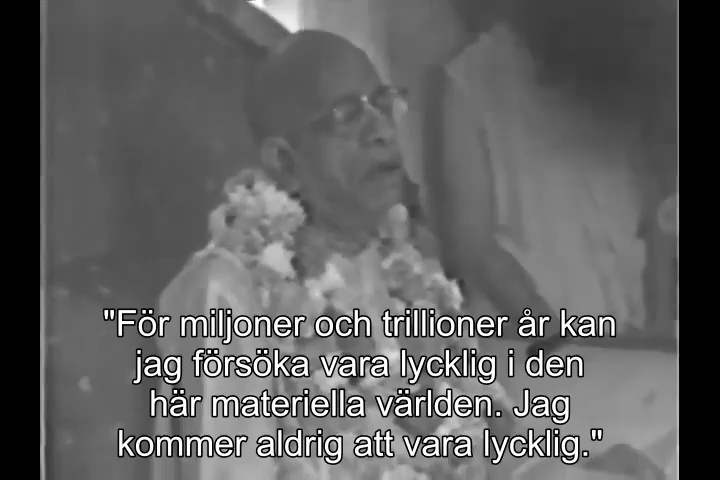 "För miljoner och trillioner år kan
jag försöka vara lycklig i den
här materiella världen. Jag
kommer aldrig att vara lycklig."